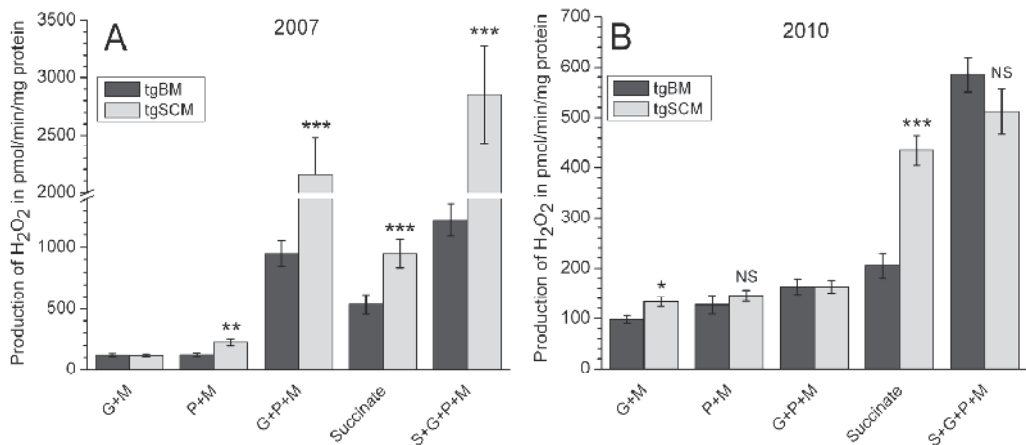 A
2007
Production of H2O2 in pmol/min/mg protein
3500
3000
2500
2000
1000
500
0
tgBM
tgSCM
**
***
***
***
G+M
P+M
G+P+M
Succinate
S+G+P+M
B
2010
Production of H2O2 in pmol/min/mg protein
700
600
500
400
300
200
100
0
tgBM
tgSCM
*
NS
***
NS
G+M
P+M
G+P+M
Succinate
S+G+P+M